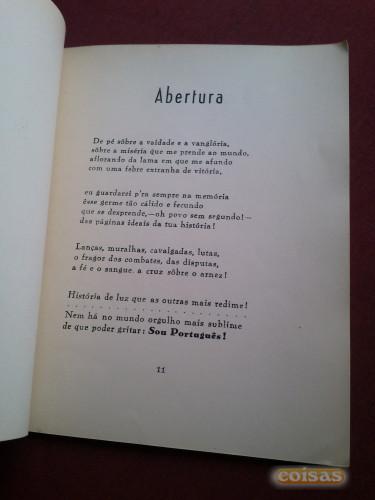 Abertura
De pé sôbre a vaidade e a vanglória,
sôbre a miséria que me prende ao mundo,
aflorando da lama em que me afundo
com uma febre extranha de vitória,
eu guardarei p'ra sempre na memória
êsse germe tão cálido e fecundo
que se desprende,—oh povo sem segundo!—
das páginas ideais da tua história!
Lanças, muralhas, cavalgadas, lutas,
o fragor dos combates, das disputas,
a fé e o sangue, a cruz sôbre o arnez!
História de luz que as outras mais redime!
. . . . . . . . . . . . . . . . . . . . . . . .
Nem há no mundo orgulho mais sublime
de que poder gritar: Sou Português!
11
coisas